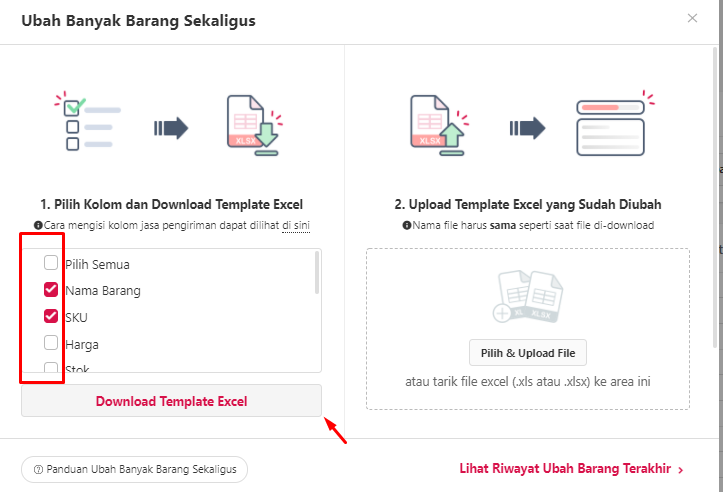 Ubah Banyak Barang Sekaligus
XLSX
1. Pilih Kolom dan Download Template Excel
Cara mengisi kolom jasa pengiriman dapat dilihat di sini
Pilih Semua
Nama Barang
SKU
Harga
Stok
Download Template Excel
XLSX
2. Upload Template Excel yang Sudah Diubah
Nama file harus sama seperti saat file di-download
XL XLSX
Pilih & Upload File
atau tarik file excel (.xls atau .xlsx) ke area ini
Panduan Ubah Banyak Barang Sekaligus
Lihat Riwayat Ubah Barang Terakhir